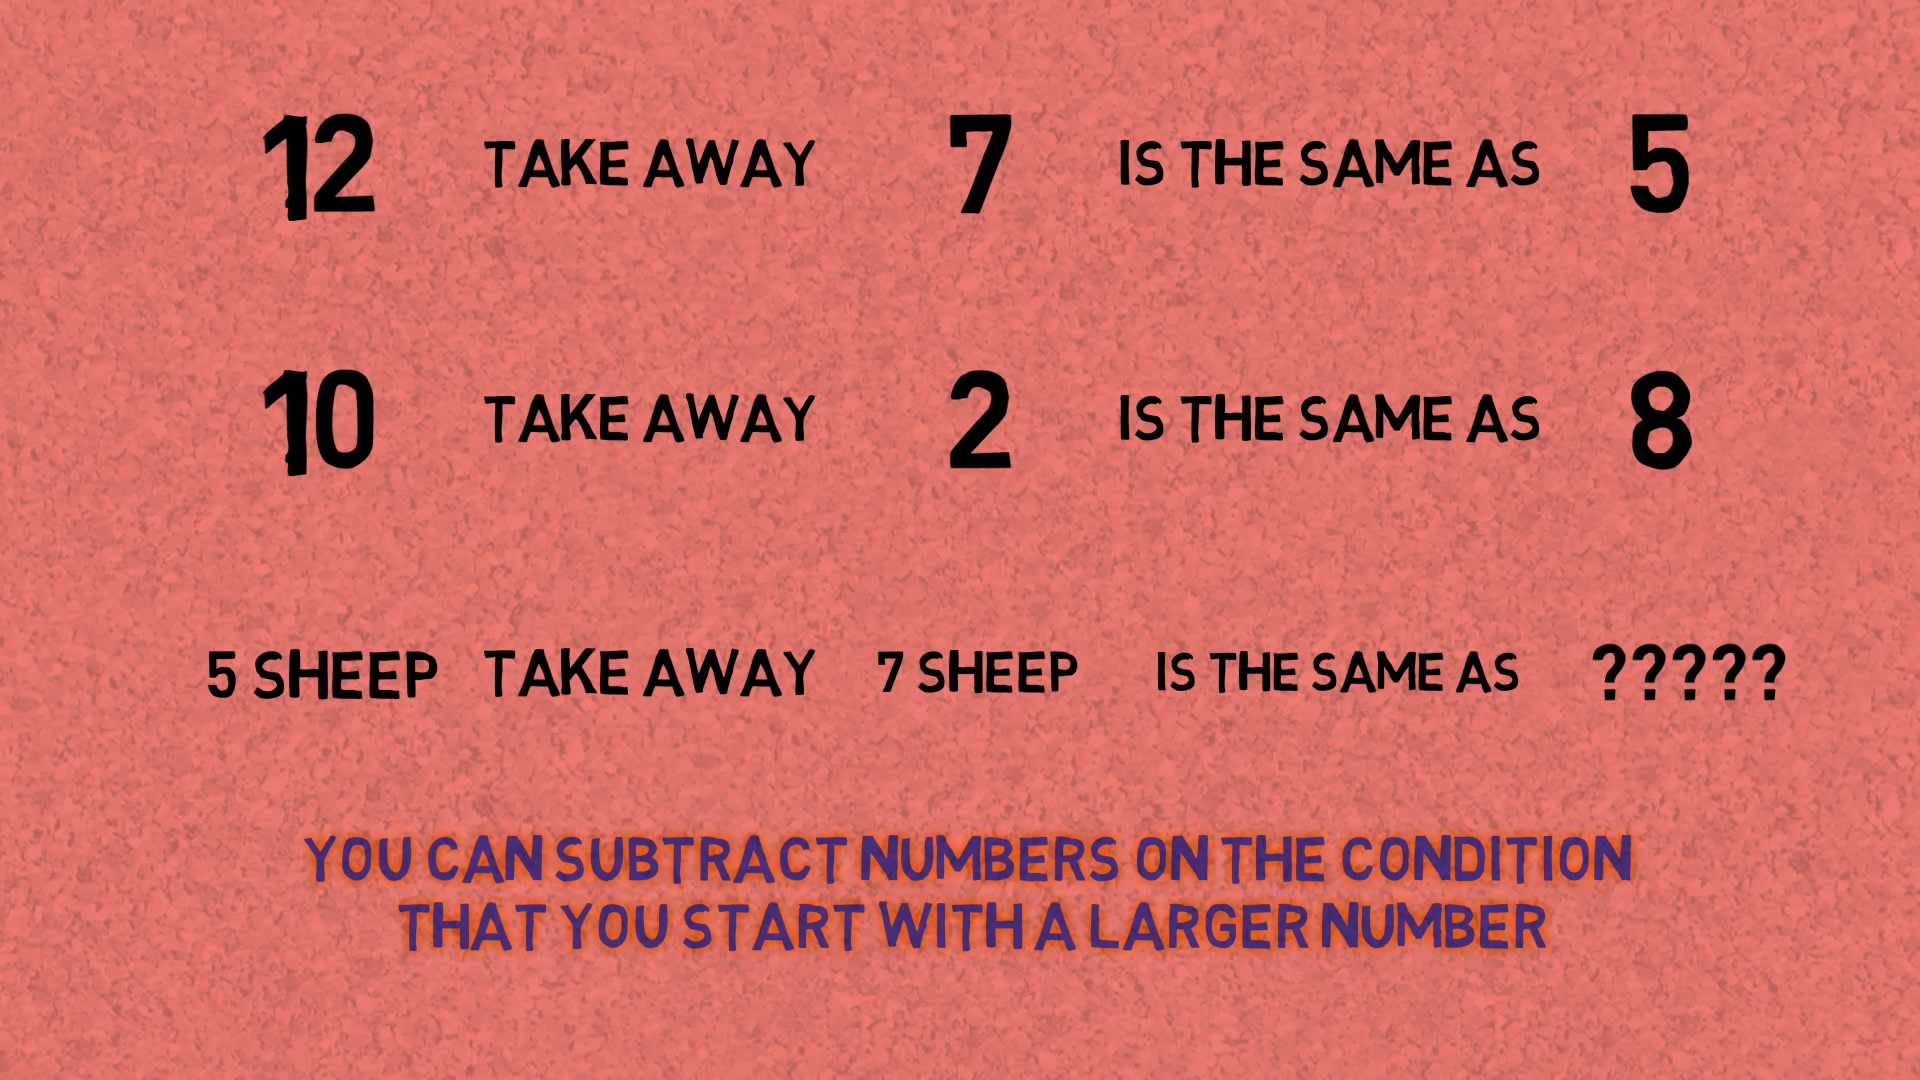 12 TAKE AWAY 7 IS THE SAME AS 5
10 TAKE AWAY 2 IS THE SAME AS 8
5 SHEEP TAKE AWAY 7 SHEEP IS THE SAME AS ?????
YOU CAN SUBTRACT NUMBERS ON THE CONDITION
THAT YOU START WITH A LARGER NUMBER